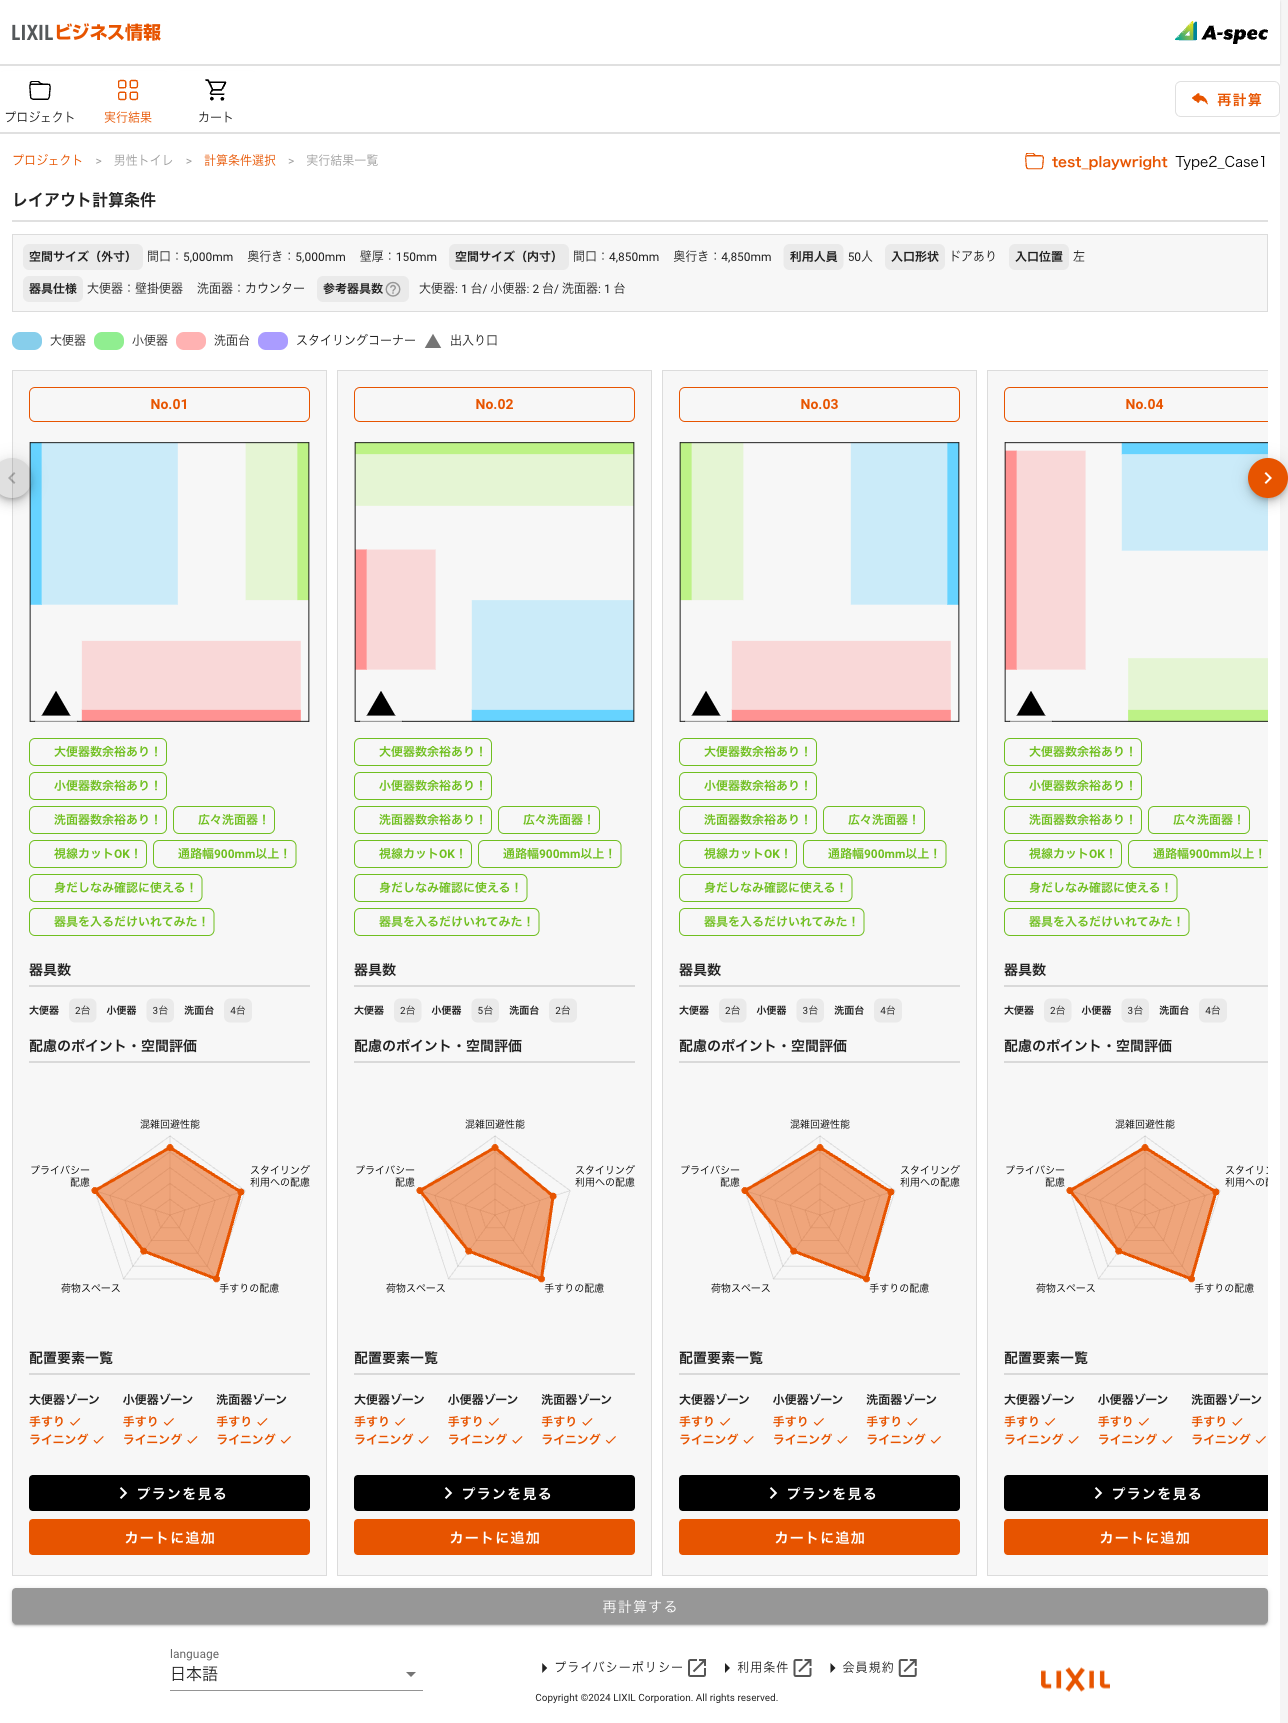 LIXILビジネス情報
A-spec
プロジェクト 実行結果 カート
再計算
プロジェクト > 男性トイレ > 計算条件選択 > 実行結果一覧
test_playwright Type2_Case1
レイアウト計算条件
空間サイズ（外寸） 間口：5,000mm 奥行き：5,000mm 壁厚：150mm 空間サイズ（内寸） 間口：4,850mm 奥行き：4,850mm 利用人員 50人 入口形状 ドアあり 入口位置 左
器具仕様 大便器：壁掛便器 洗面器：カウンター 参考器具数 大便器: 1 台/ 小便器: 2 台/ 洗面器: 1 台
大便器 小便器 洗面台 スタイリングコーナー 出入り口
No.01 No.02 No.03 No.04
大便器数余裕あり！ 大便器数余裕あり！ 大便器数余裕あり！ 大便器数余裕あり！
小便器数余裕あり！ 小便器数余裕あり！ 小便器数余裕あり！ 小便器数余裕あり！
洗面器数余裕あり！ 広々洗面器！ 洗面器数余裕あり！ 広々洗面器！ 洗面器数余裕あり！ 広々洗面器！ 洗面器数余裕あり！ 広々洗面器！
視線カットOK！ 通路幅900mm以上！ 視線カットOK！ 通路幅900mm以上！ 視線カットOK！ 通路幅900mm以上！ 視線カットOK！ 通路幅900mm以上！
身だしなみ確認に使える！ 身だしなみ確認に使える！ 身だしなみ確認に使える！ 身だしなみ確認に使える！
器具を入るだけいれてみた！ 器具を入るだけいれてみた！ 器具を入るだけいれてみた！ 器具を入るだけいれてみた！
器具数 器具数 器具数 器具数
大便器 2台 小便器 3台 洗面台 4台 大便器 2台 小便器 5台 洗面台 2台 大便器 2台 小便器 3台 洗面台 4台 大便器 2台 小便器 3台 洗面台 4台
配慮のポイント・空間評価 配慮のポイント・空間評価 配慮のポイント・空間評価 配慮のポイント・空間評価
混雑回避性能 混雑回避性能 混雑回避性能 混雑回避性能
プライバシー スタイリング プライバシー スタイリング プライバシー スタイリング プライバシー スタイリ
配慮 利用への配慮 配慮 利用への配慮 配慮 利用への配慮 配慮 利用への
荷物スペース 手すりの配慮 荷物スペース 手すりの配慮 荷物スペース 手すりの配慮 荷物スペース 手すりの配慮
配置要素一覧 配置要素一覧 配置要素一覧 配置要素一覧
大便器ゾーン 小便器ゾーン 洗面器ゾーン 大便器ゾーン 小便器ゾーン 洗面器ゾーン 大便器ゾーン 小便器ゾーン 洗面器ゾーン 大便器ゾーン 小便器ゾーン 洗面器ゾーン
手すり 手すり 手すり 手すり 手すり 手すり 手すり 手すり 手すり 手すり 手すり 手すり
ライニング ライニング ライニング ライニング ライニング ライニング ライニング ライニング ライニング ライニング ライニング ライニング
プランを見る プランを見る プランを見る プランを見る
カートに追加 カートに追加 カートに追加 カートに追加
再計算する
language
日本語
プライバシーポリシー 利用条件 会員規約
Copyright ©2024 LIXIL Corporation. All rights reserved.
LIXIL